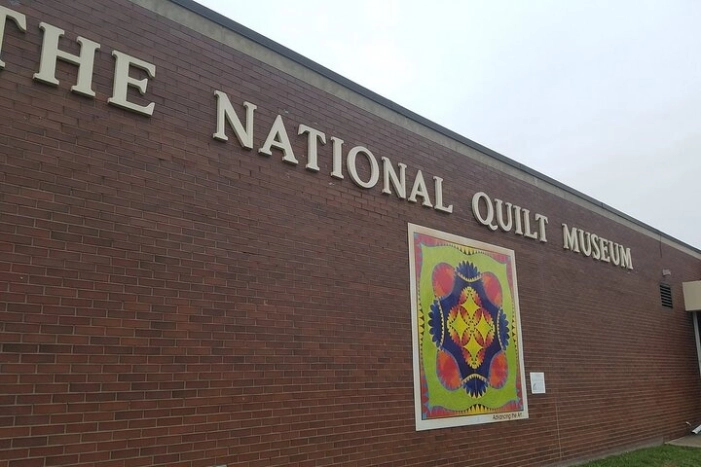 THE NATIONAL QUILT MUSEUM
Advancing the Art